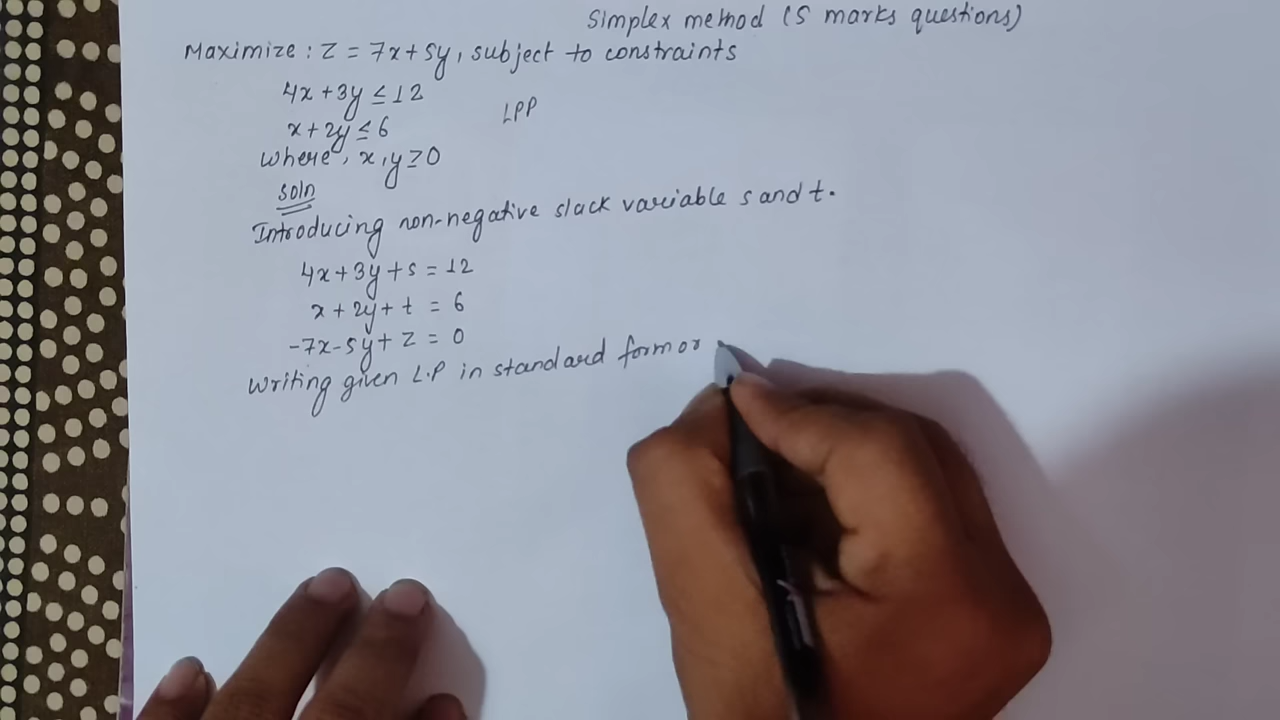 Simplex method (5 marks questions)
Maximize : Z = 7x + 5y, subject to constraints
4x + 3y ≤ 12
LPP
x + 2y ≤ 6
where, x, y ≥ 0
soln
Introducing non-negative slack variable s and t.
4x + 3y + s = 12
x + 2y + t = 6
-7x - 5y + Z = 0
Writing given L.P in standard form or